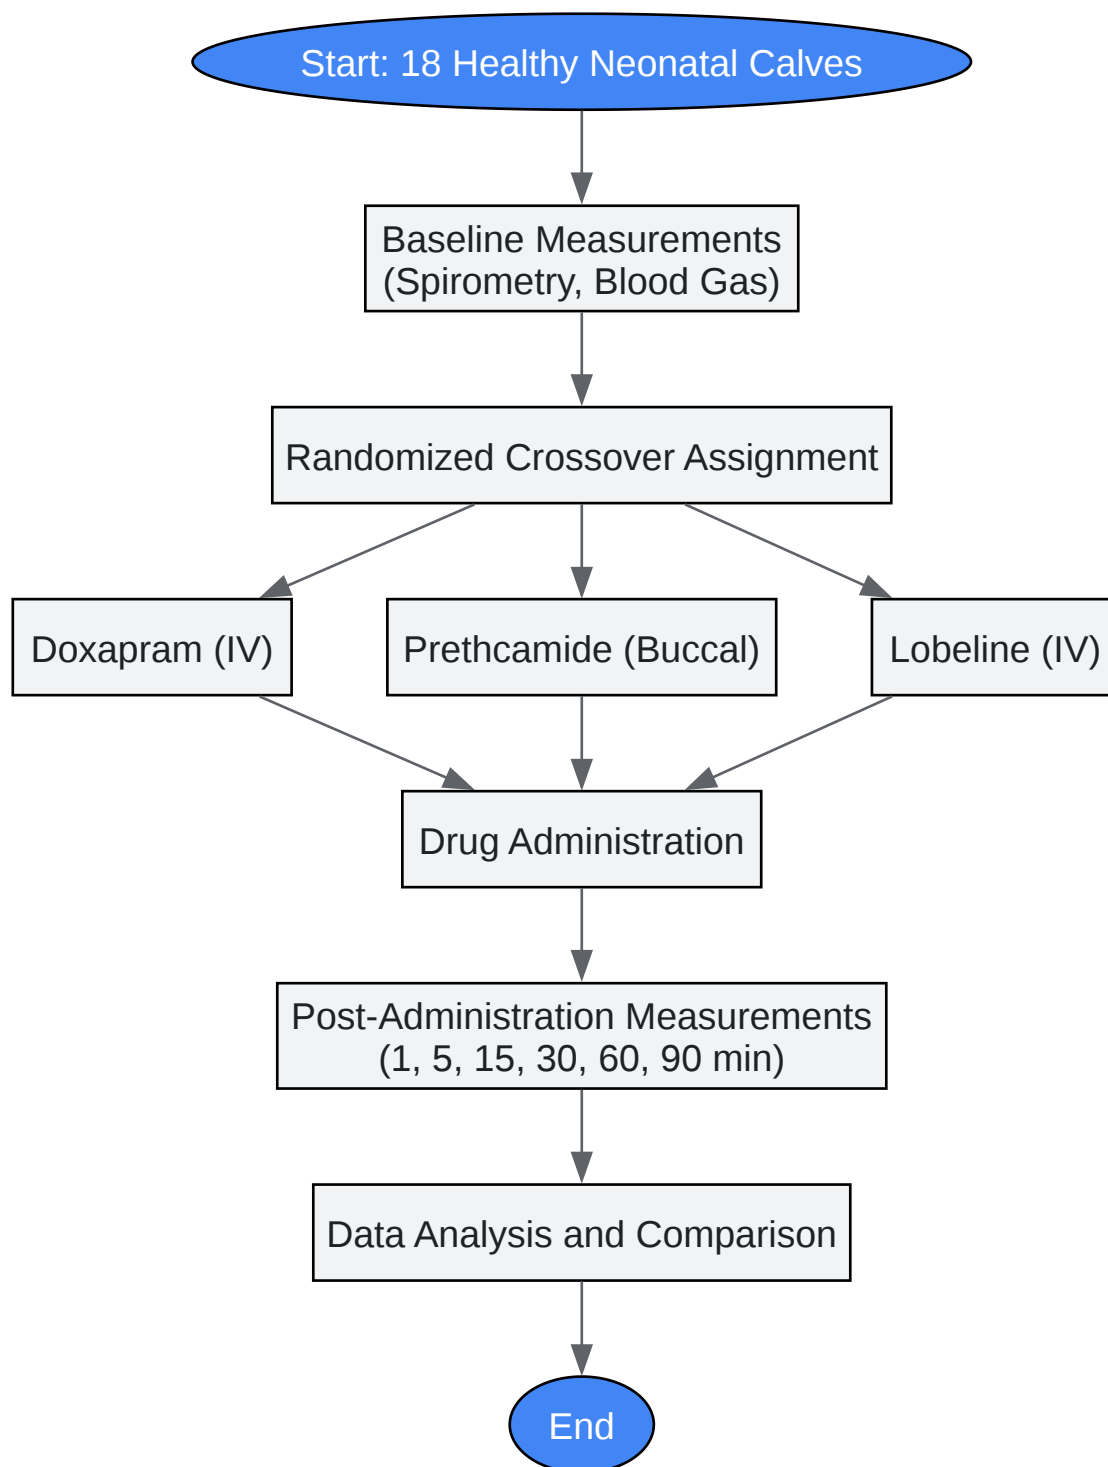 Start: 18 Healthy Neonatal Calves
Baseline Measurements
(Spirometry, Blood Gas)
Randomized Crossover Assignment
Doxapram (IV)
Prethcamide (Buccal)
Lobeline (IV)
Drug Administration
Post-Administration Measurements
(1, 5, 15, 30, 60, 90 min)
Data Analysis and Comparison
End